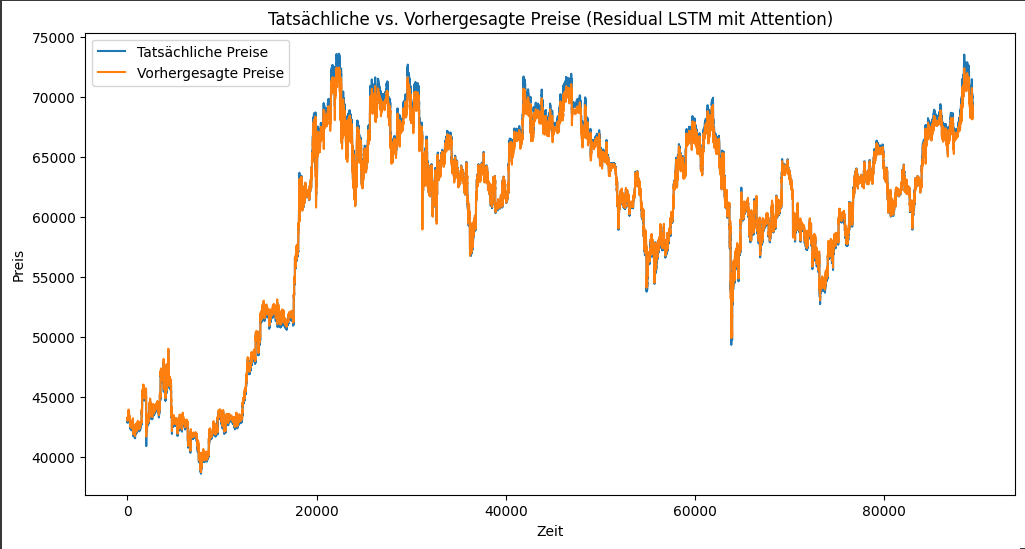 Tatsächliche vs. Vorhergesagte Preise (Residual LSTM mit Attention)
Tatsächliche Preise
Vorhergesagte Preise
75000
70000
65000
60000
55000
50000
45000
40000
Preis
0
20000
40000
60000
80000
Zeit